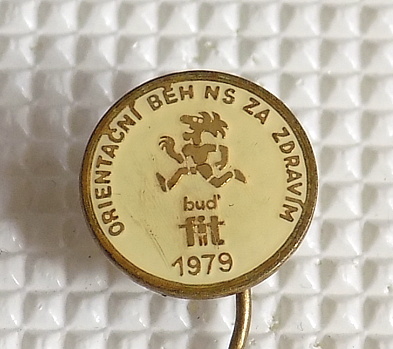 ORIENTAČNÍ BĚH NS ZA ZDRAVÍM
buď
fit
1979